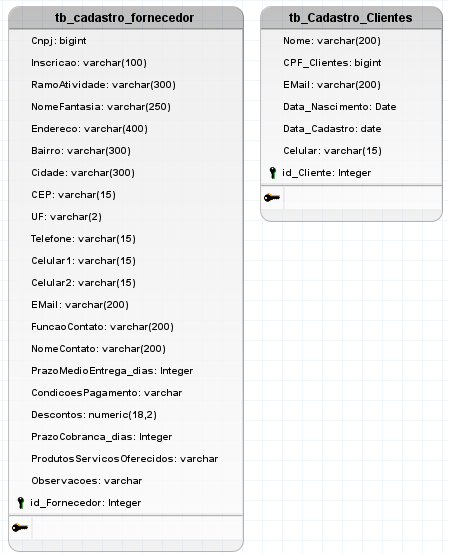 tb_cadastro_fornecedor
Cnpj: bigint
Inscricao: varchar(100)
RamoAtividade: varchar(300)
NomeFantasia: varchar(250)
Endereco: varchar(400)
Bairro: varchar(300)
Cidade: varchar(300)
CEP: varchar(15)
UF: varchar(2)
Telefone: varchar(15)
Celular1: varchar(15)
Celular2: varchar(15)
EMail: varchar(200)
FuncaoContato: varchar(200)
NomeContato: varchar(200)
PrazoMedioEntrega_dias: Integer
CondicoesPagamento: varchar
Descontos: numeric(18,2)
PrazoCobranca_dias: Integer
ProdutosServicosOferecidos: varchar
Observacoes: varchar
id_Fornecedor: Integer
tb_Cadastro_Clientes
Nome: varchar(200)
CPF_Clientes: bigint
EMail: varchar(200)
Data_Nascimento: Date
Data_Cadastro: date
Celular: varchar(15)
id_Cliente: Integer